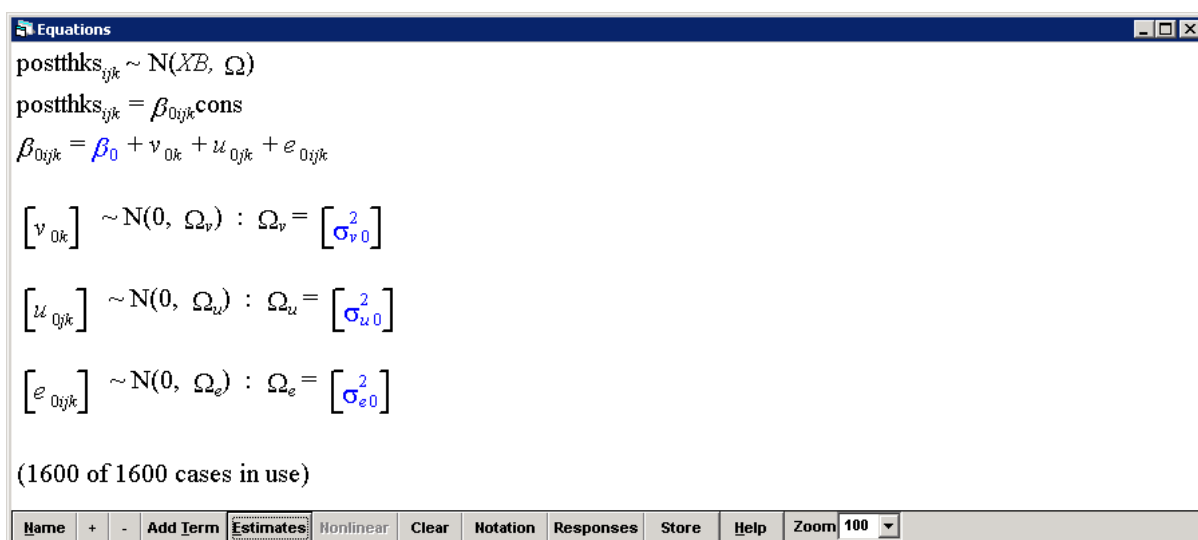 Equations
postthks_ijk ~ N(XB, Ω)
postthks_ijk = β_0ijk cons
β_0ijk = β_0 + v_0k + u_0jk + e_0ijk
[v_0k] ~ N(0, Ω_v) : Ω_v = [σ²_v0]
[u_0jk] ~ N(0, Ω_u) : Ω_u = [σ²_u0]
[e_0ijk] ~ N(0, Ω_e) : Ω_e = [σ²_e0]
(1600 of 1600 cases in use)
Name + - Add Term Estimates Nonlinear Clear Notation Responses Store Help Zoom 100